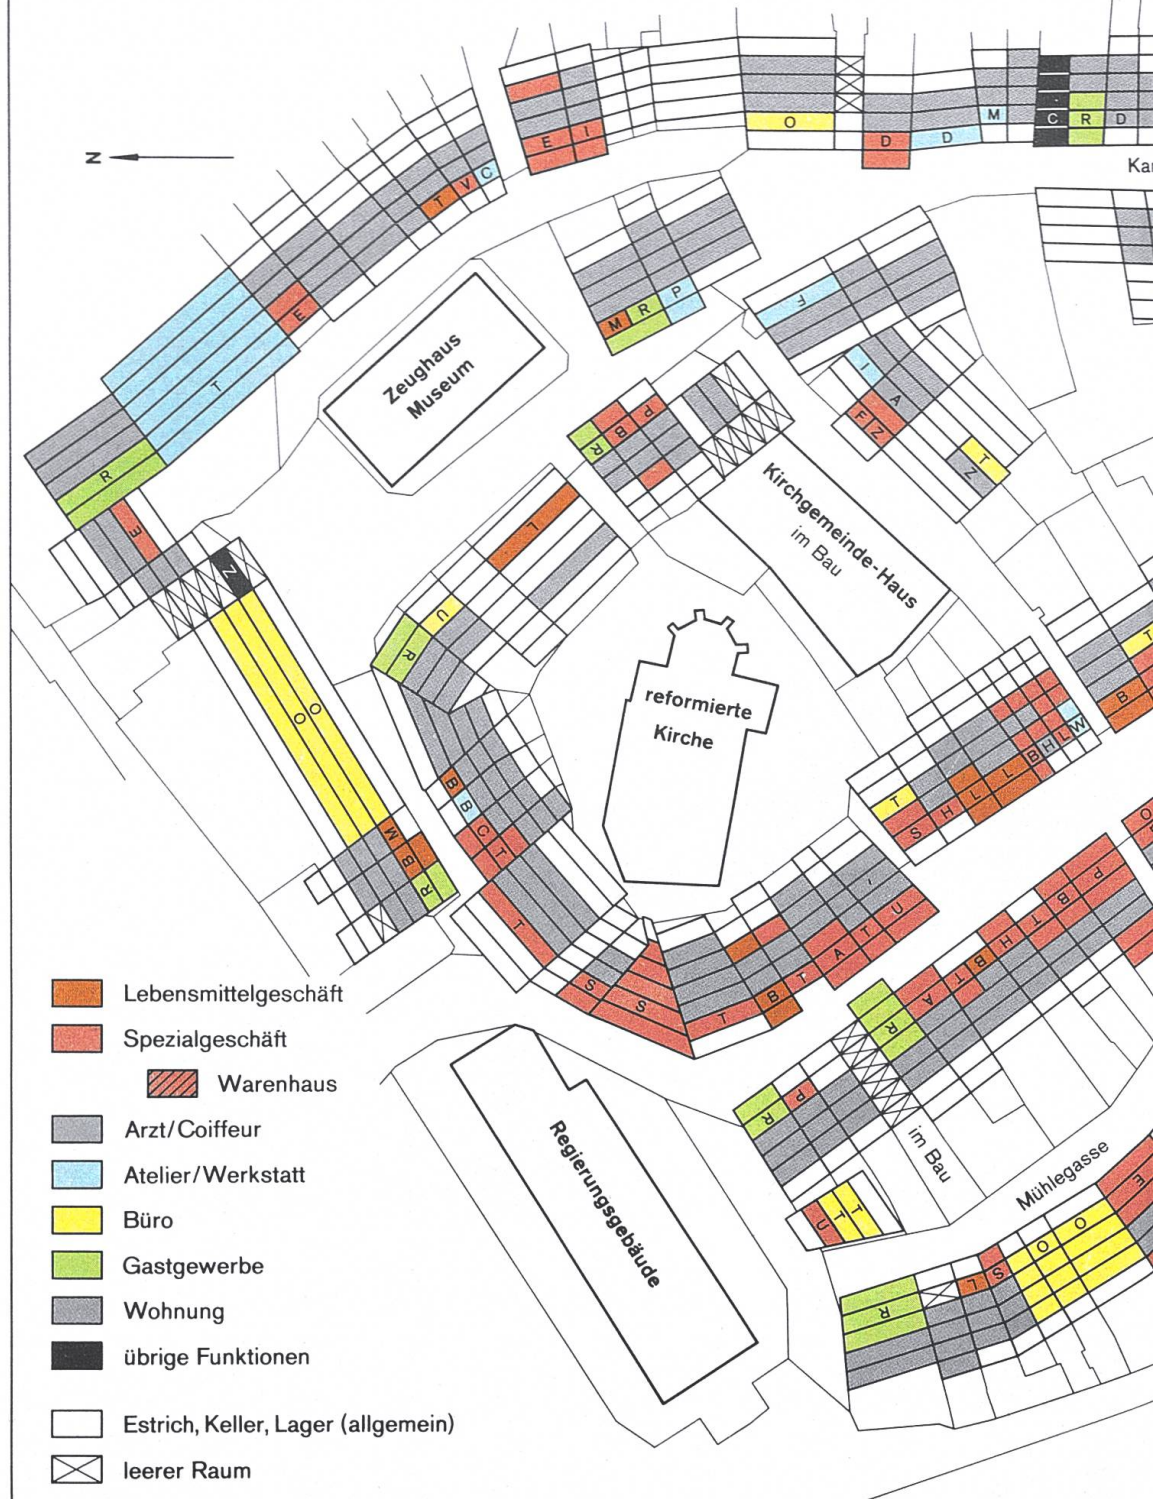 O
M
C
R
D
E
I
D
D
Ka
N
T
V
C
M
R
P
F
E
Zeughaus
Museum
I
A
F
Z
T
R
B
P
R
T
Z
E
Kirchgemeinde-Haus
im Bau
L
Z
U
R
O
O
reformierte
Kirche
T
B
B
B
C
T
T
S
H
L
L
B
H
L
W
M
B
R
T
S
S
T
B
T
A
T
U
I
R
A
T
B
H
T
B
P
O
Lebensmittelgeschäft
Spezialgeschäft
Warenhaus
Arzt/Coiffeur
Atelier/Werkstatt
Büro
Gastgewerbe
Wohnung
übrige Funktionen
Estrich, Keller, Lager (allgemein)
leerer Raum
Regierungsgebäude
R
P
im Bau
Mühlegasse
U
T
T
R
L
S
O
O
E